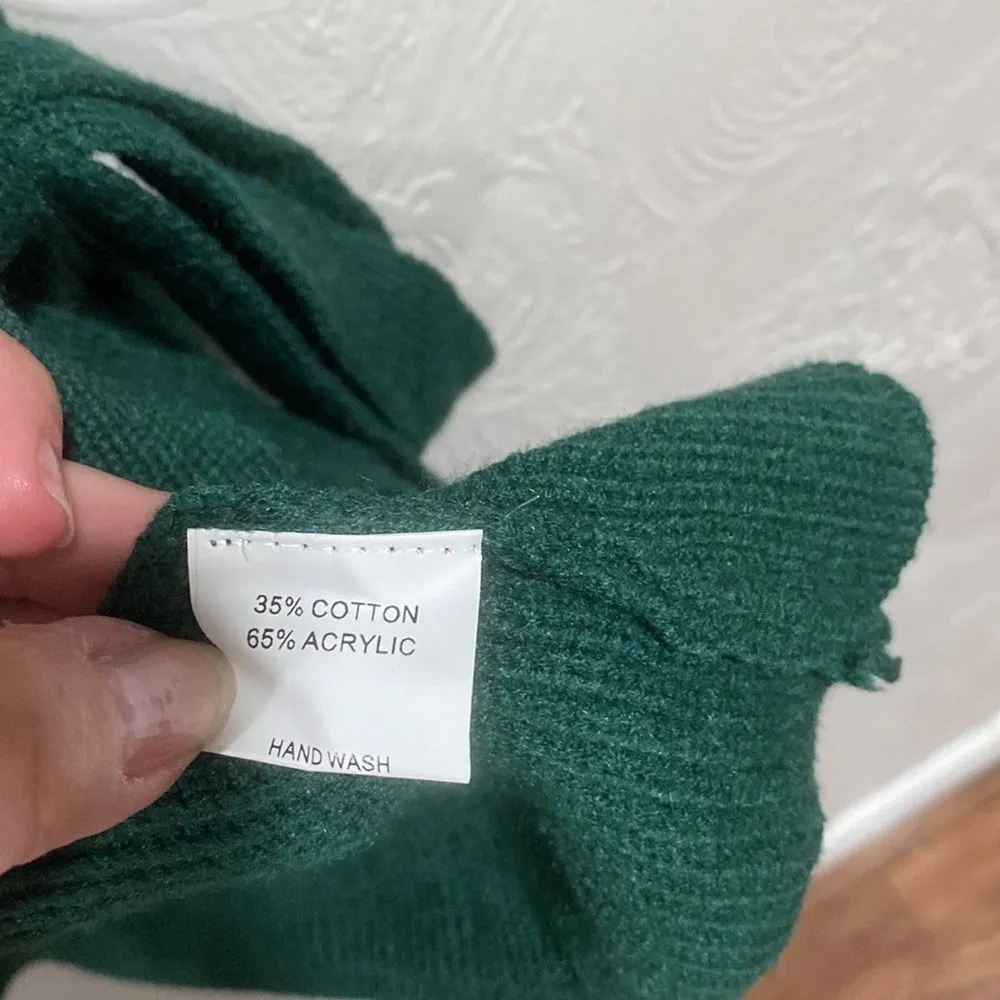 35% COTTON
65% ACRYLIC
HAND WASH